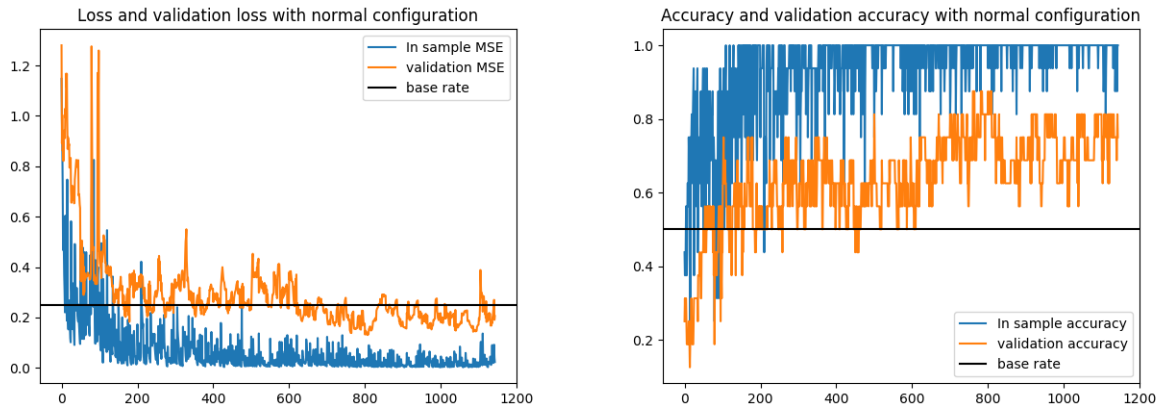 Loss and validation loss with normal configuration
In sample MSE
validation MSE
base rate
1.2
1.0
0.8
0.6
0.4
0.2
0.0
0 200 400 600 800 1000 1200
Accuracy and validation accuracy with normal configuration
1.0
0.8
0.6
0.4
0.2
In sample accuracy
validation accuracy
base rate
0 200 400 600 800 1000 1200